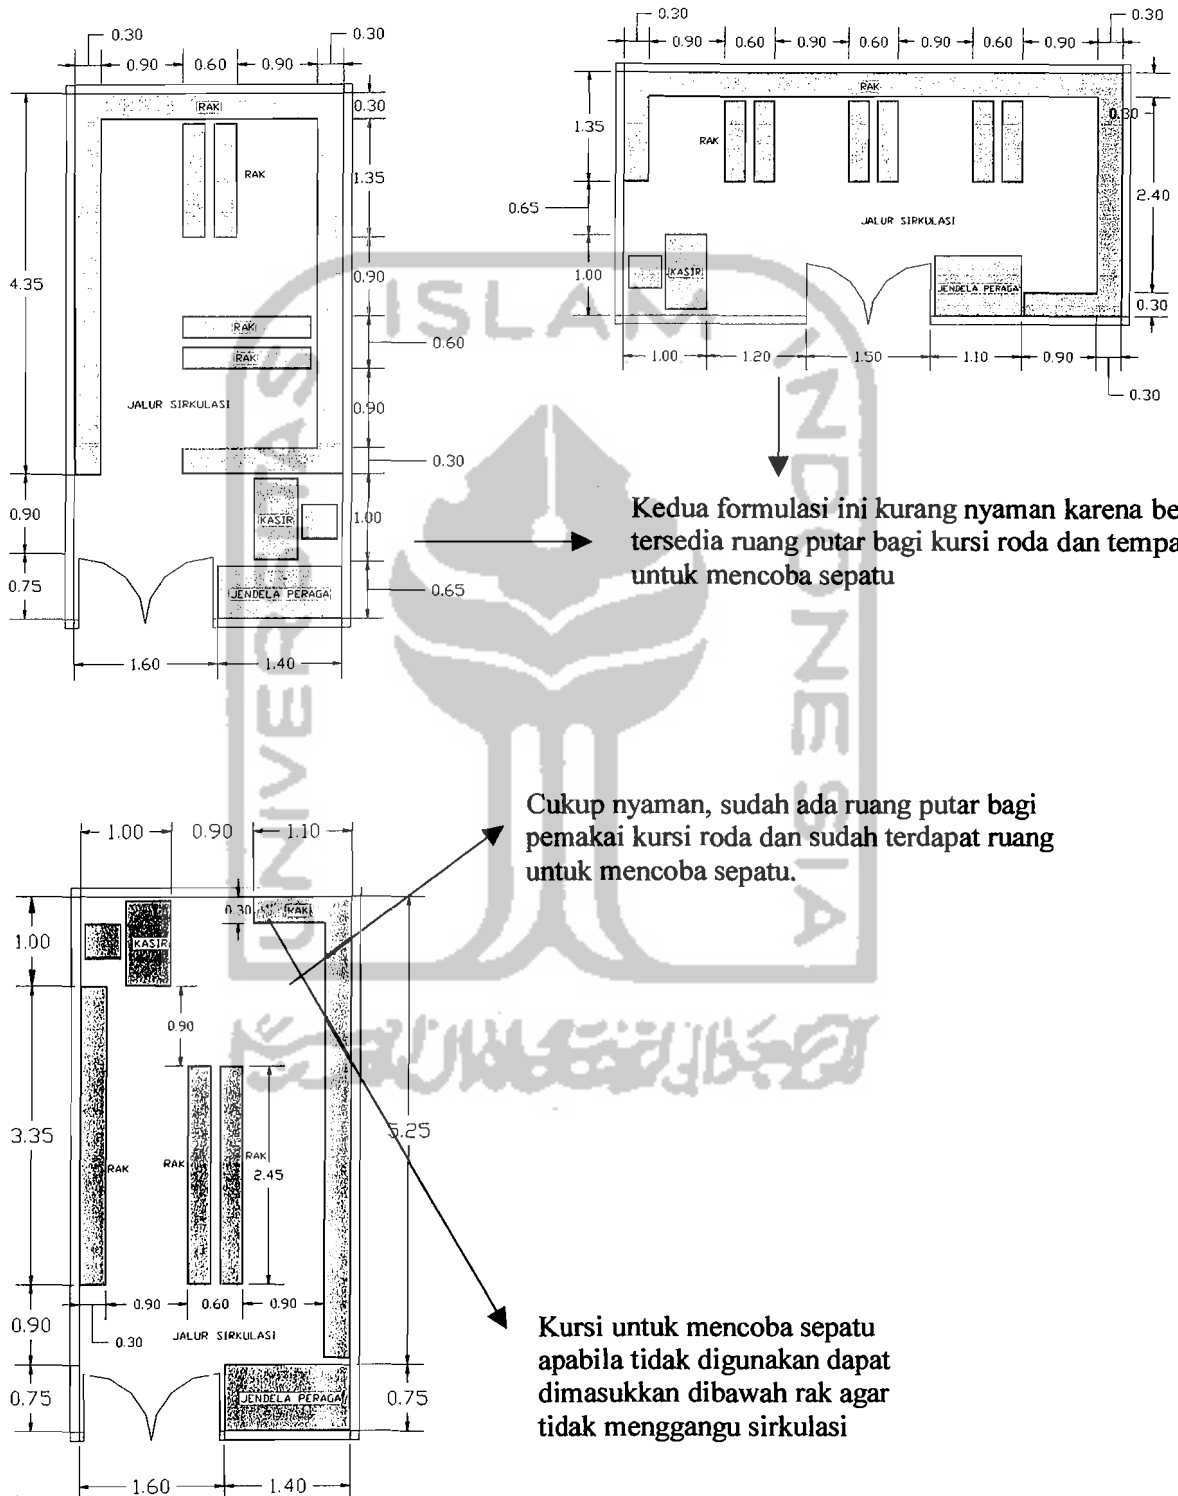 0.30
0.30
0.90
0.60
0.90
RAK
0.30
RAK
1.35
4.35
0.90
RAK
RAK
0.60
JALUR SIRKULASI
0.90
0.30
0.90
KASIR
1.00
0.75
JENDELA PERAGA
0.65
1.60
1.40
0.30
0.30
0.90
0.60
0.90
0.60
0.90
0.60
0.90
RAK
0.30
1.35
RAK
2.40
0.65
JALUR SIRKULASI
1.00
KASIR
JENDELA PERAGA
0.30
1.00
1.20
1.50
1.10
0.90
0.30
Kedua formulasi ini kurang nyaman karena be
tersedia ruang putar bagi kursi roda dan tempa
untuk mencoba sepatu
ISLAM
UNIVERSITAS
INDONESIA
Cukup nyaman, sudah ada ruang putar bagi
pemakai kursi roda dan sudah terdapat ruang
untuk mencoba sepatu.
1.00
0.90
1.10
0.30
RAK
1.00
KASIR
0.90
3.35
5.25
RAK
RAK
RAK
2.45
0.90
0.60
0.90
0.90
0.30
JALUR SIRKULASI
0.75
JENDELA PERAGA
0.75
1.60
1.40
Kursi untuk mencoba sepatu
apabila tidak digunakan dapat
dimasukkan dibawah rak agar
tidak menggangu sirkulasi